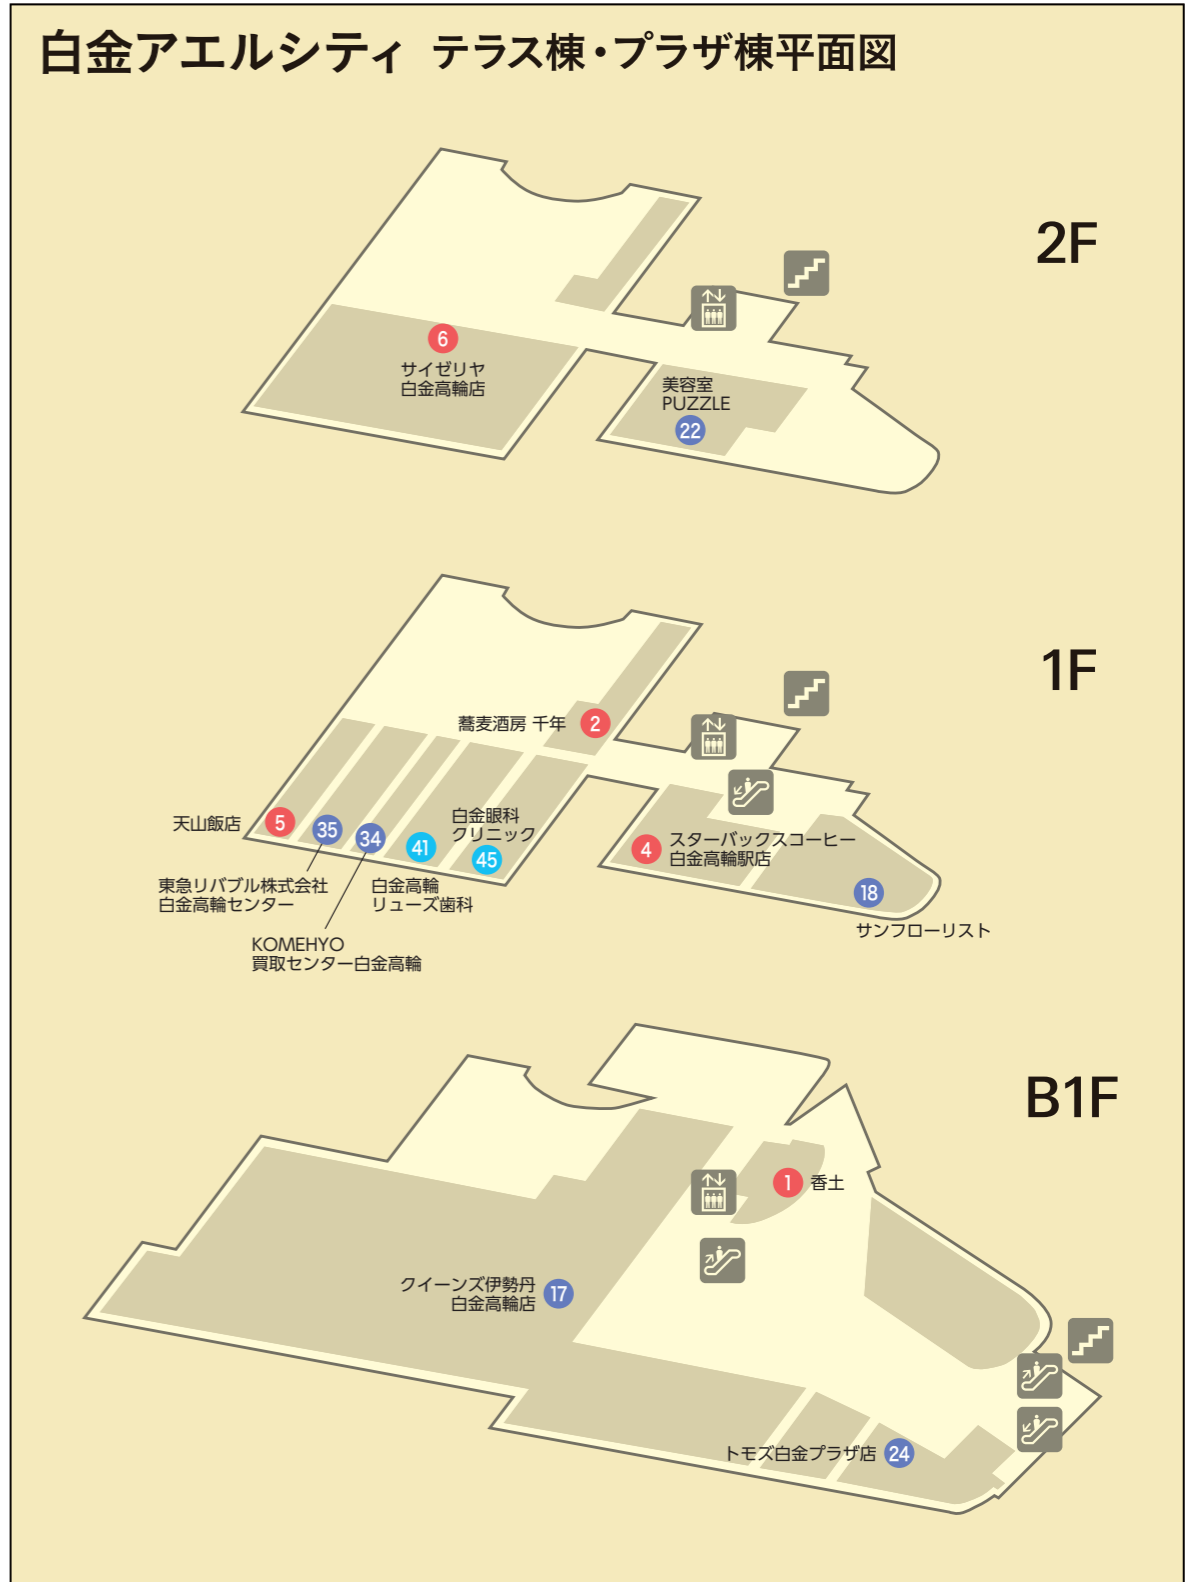 白金アエルシティ テラス棟・プラザ棟平面図
2F
6
サイゼリヤ
白金高輪店
美容室
PUZZLE
22
1F
蕎麦酒房 千年 2
天山飯店 5
35
34
41
白金眼科
クリニック
45
東急リバブル株式会社
白金高輪センター
KOMEHYO
買取センター白金高輪
白金高輪
リューズ歯科
4 スターバックスコーヒー
白金高輪駅店
18
サンフローリスト
B1F
1 香土
クイーンズ伊勢丹
白金高輪店
17
トモズ白金プラザ店 24